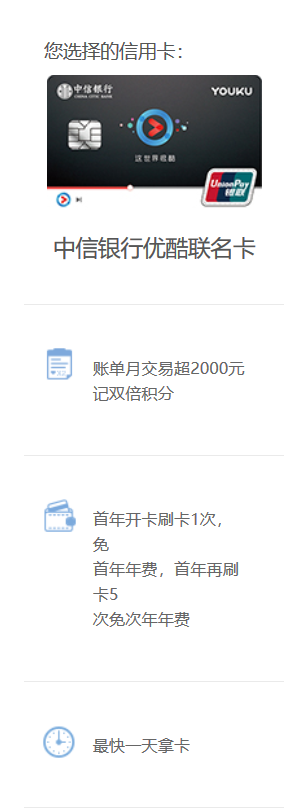 您选择的信用卡：
中信银行
CHINA CITIC BANK
YOUKU
这世界很酷
UnionPay
银联
中信银行优酷联名卡
账单月交易超2000元
记双倍积分
首年开卡刷卡1次，
免
首年年费，首年再刷
卡5
次免次年年费
最快一天拿卡